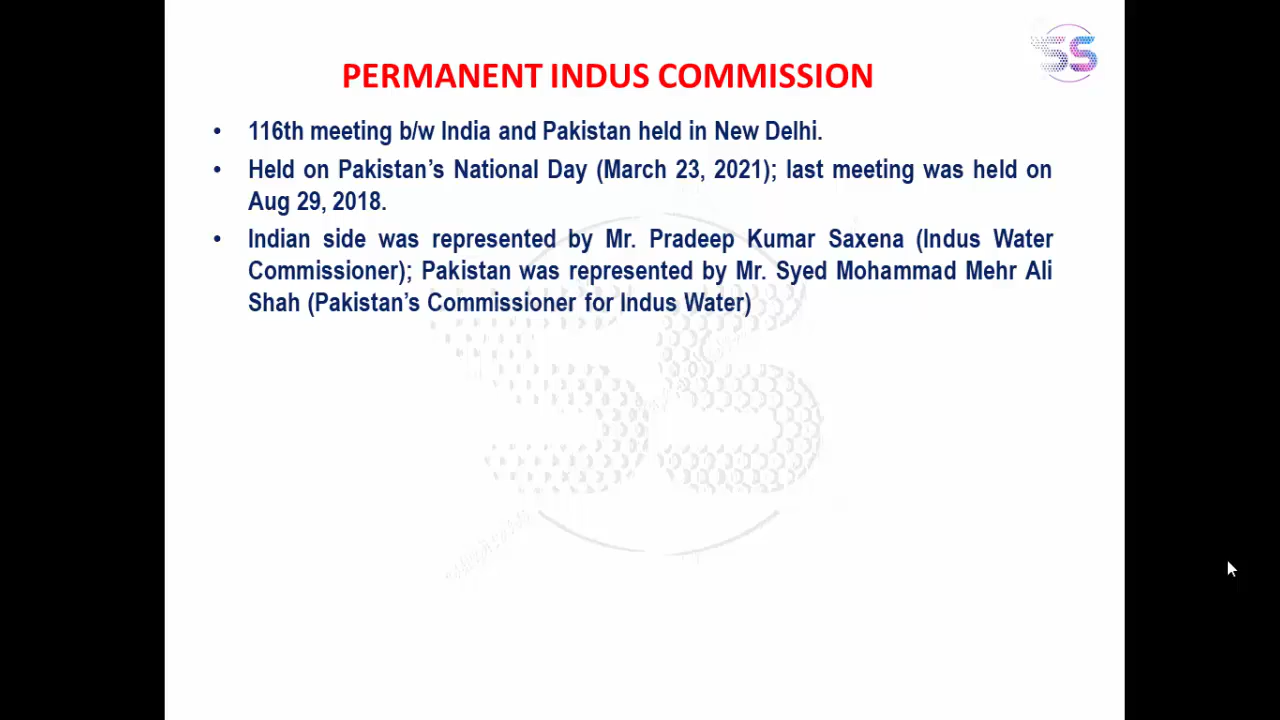 SS
PERMANENT INDUS COMMISSION
• 116th meeting b/w India and Pakistan held in New Delhi.
• Held on Pakistan’s National Day (March 23, 2021); last meeting was held on
Aug 29, 2018.
• Indian side was represented by Mr. Pradeep Kumar Saxena (Indus Water
Commissioner); Pakistan was represented by Mr. Syed Mohammad Mehr Ali
Shah (Pakistan’s Commissioner for Indus Water)